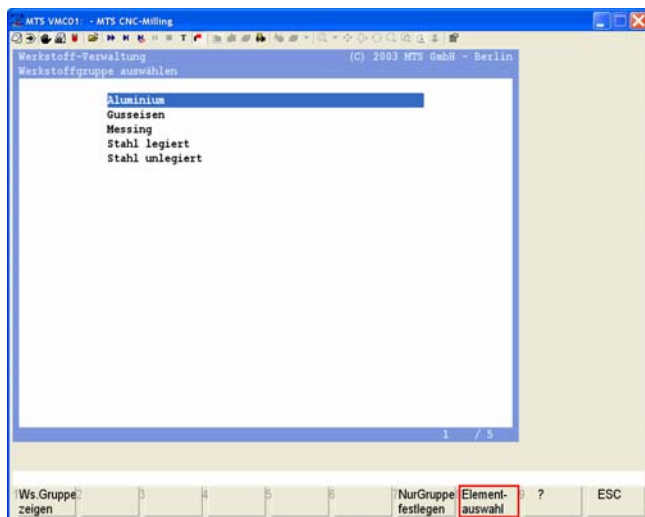 MTS VMC01: - MTS CNC-Milling
Werkstoff-Verwaltung (C) 2003 MTS GmbH - Berlin
Werkstoffgruppe auswählen
Aluminium
Gusseisen
Messing
Stahl legiert
Stahl unlegiert
1 / 5
1 Ws.Gruppe 2 3 4 5 6 7 NurGruppe Element- 9 ? ESC
zeigen festlegen auswahl